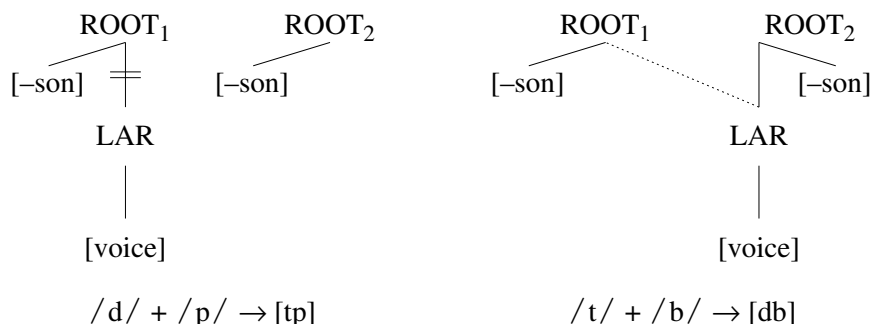 ROOT₁ ROOT₂ ROOT₁ ROOT₂
[–son] [–son] [–son] [–son]
LAR LAR
[voice] [voice]
/d/ + /p/ → [tp] /t/ + /b/ → [db]